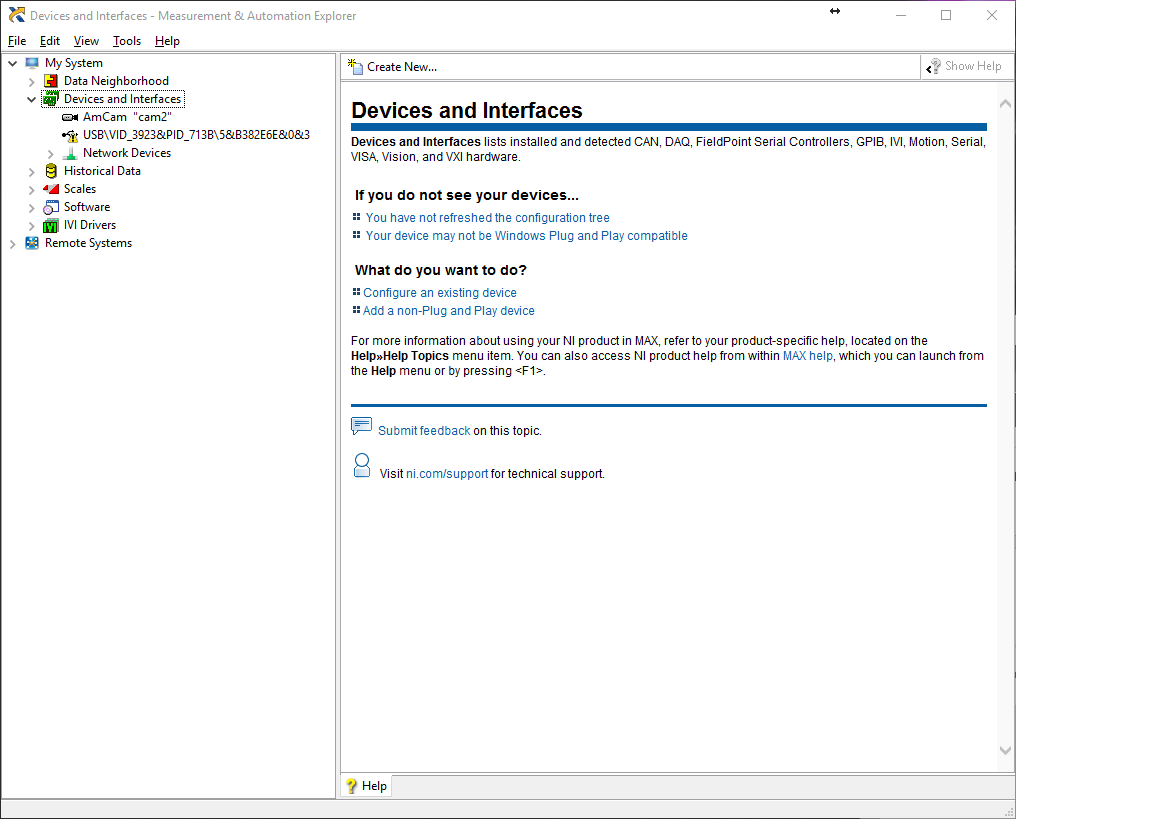 Devices and Interfaces - Measurement & Automation Explorer
File Edit View Tools Help
My System
Data Neighborhood
Devices and Interfaces
AmCam "cam2"
USB\VID_3923&PID_713B\5&B382E6E&0&3
Network Devices
Historical Data
Scales
Software
IVI Drivers
Remote Systems
Create New...
Show Help
Devices and Interfaces
Devices and Interfaces lists installed and detected CAN, DAQ, FieldPoint Serial Controllers, GPIB, IVI, Motion, Serial,
VISA, Vision, and VXI hardware.
If you do not see your devices...
You have not refreshed the configuration tree
Your device may not be Windows Plug and Play compatible
What do you want to do?
Configure an existing device
Add a non-Plug and Play device
For more information about using your NI product in MAX, refer to your product-specific help, located on the
Help»Help Topics menu item. You can also access NI product help from within MAX help, which you can launch from
the Help menu or by pressing <F1>.
Submit feedback on this topic.
Visit ni.com/support for technical support.
Help